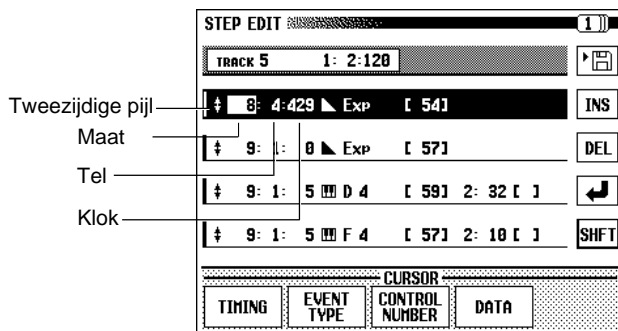 STEP EDIT 1
TRACK 5 1: 2:120
Tweezijdige pijl
8: 4:429 Exp [ 54] INS
Maat
9: 1: 0 Exp [ 57] DEL
Tel
9: 1: 5 D 4 [ 59] 2: 32 [ ]
Klok
9: 1: 5 F 4 [ 57] 2: 10 [ ] SHFT
CURSOR
TIMING EVENT TYPE CONTROL NUMBER DATA